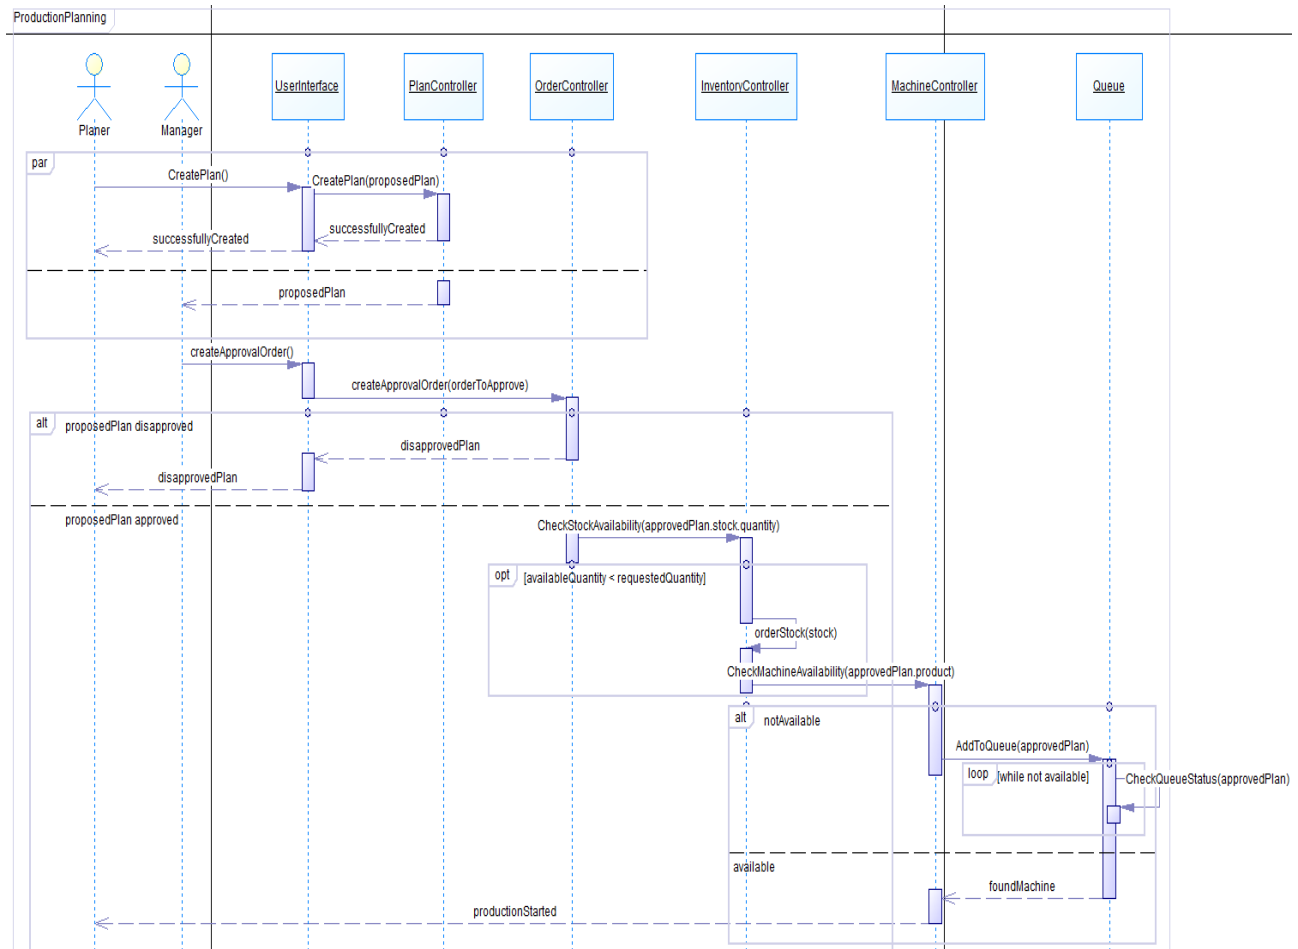 ProductionPlanning
UserInterface
PlanController
OrderController
InventoryController
MachineController
Queue
Planer
Manager
par
CreatePlan()
CreatePlan(proposedPlan)
successfullyCreated
successfullyCreated
proposedPlan
createApprovalOrder()
createApprovalOrder(orderToApprove)
alt
proposedPlan disapproved
disapprovedPlan
disapprovedPlan
proposedPlan approved
CheckStockAvailability(approvedPlan.stock.quantity)
opt
[availableQuantity < requestedQuantity]
orderStock(stock)
CheckMachineAvailability(approvedPlan.product)
alt
notAvailable
AddToQueue(approvedPlan)
loop
[while not available]
CheckQueueStatus(approvedPlan)
available
foundMachine
productionStarted